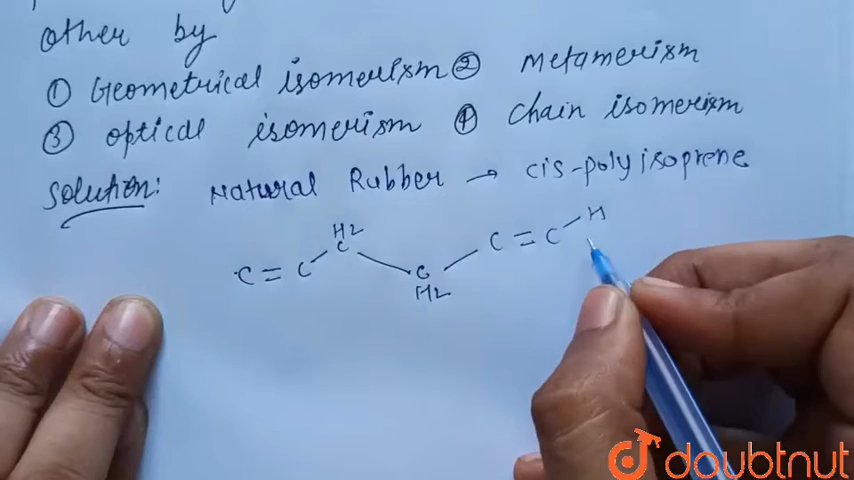 other by
① Geometrical isomerism ② Metamerism
③ optical isomerism ④ Chain isomerism
Solution: Natural Rubber → cis-polyisoprene
H2 H
C = C C C C = C
H2
doubtnut